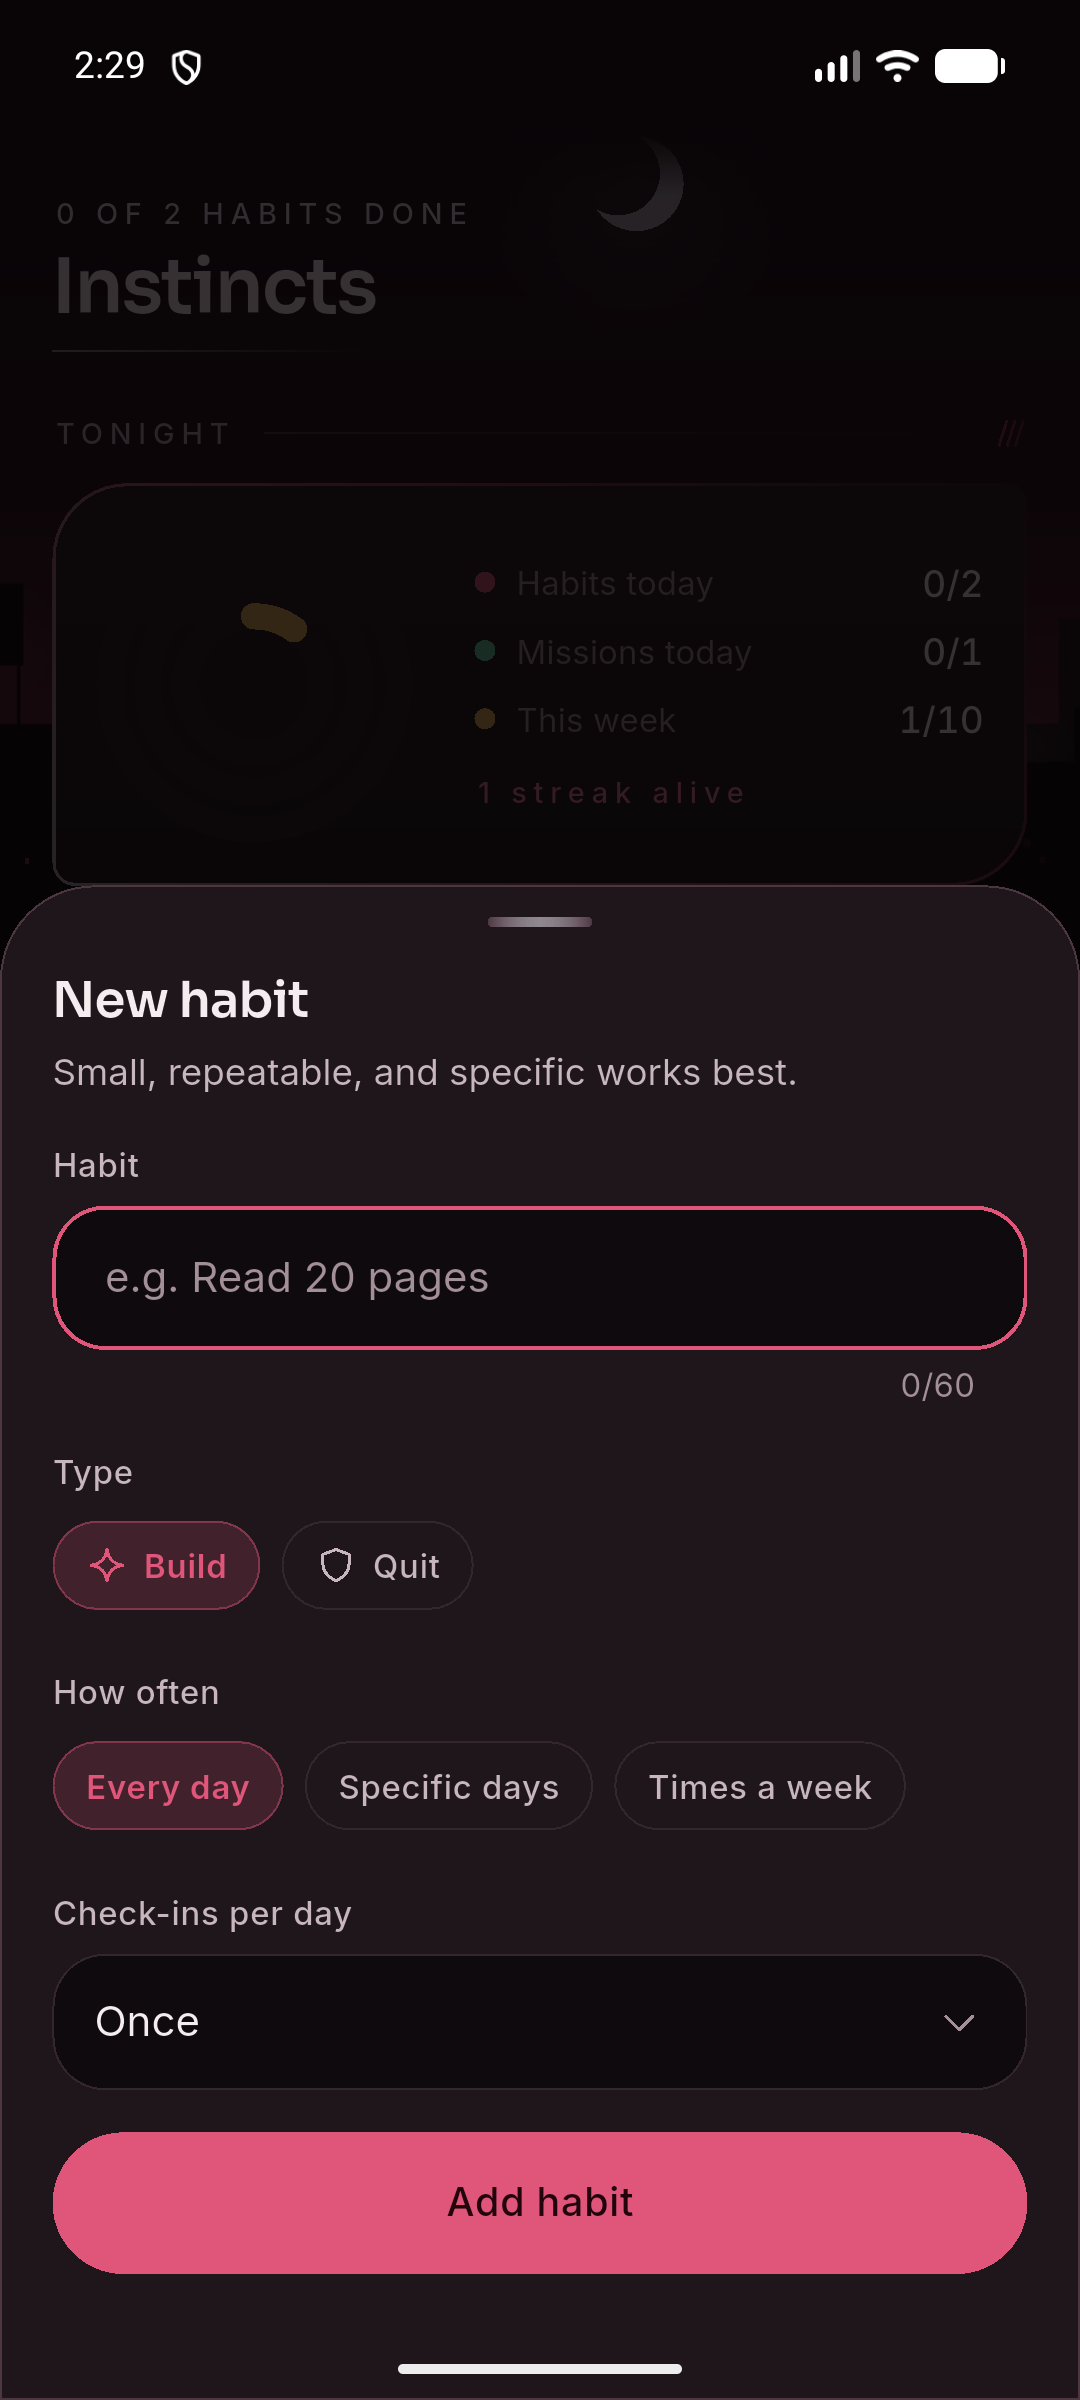 2:29
0 OF 2 HABITS DONE
Instincts
TONIGHT
Habits today 0/2
Missions today 0/1
This week 1/10
1 streak alive
New habit
Small, repeatable, and specific works best.
Habit
e.g. Read 20 pages
0/60
Type
Build Quit
How often
Every day Specific days Times a week
Check-ins per day
Once
Add habit